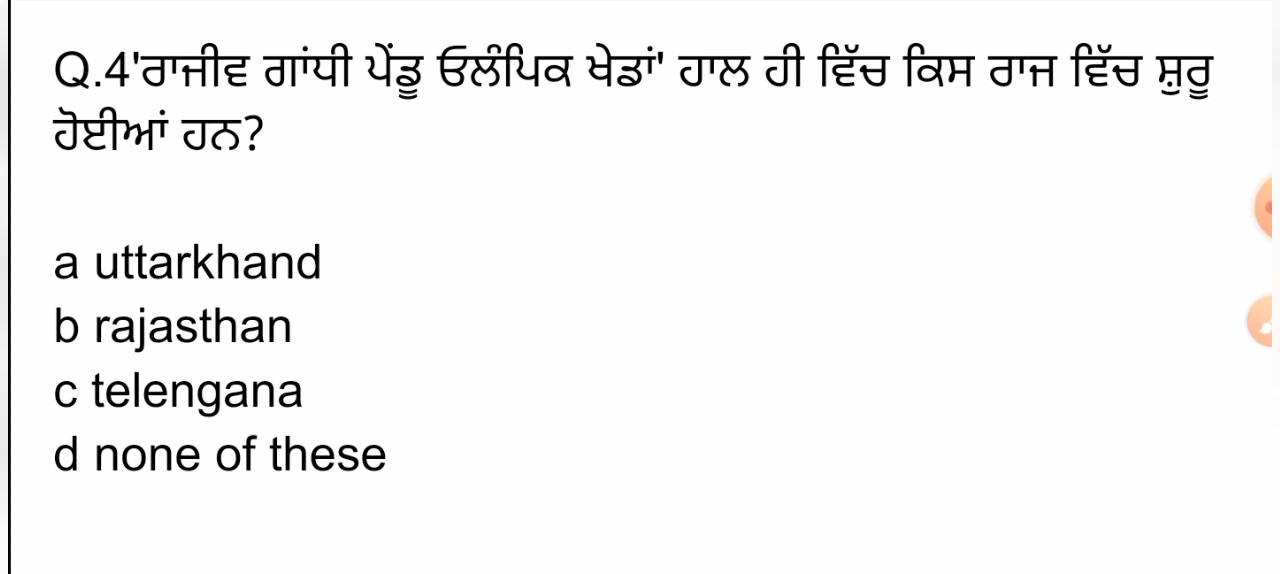 Q.4'ਰਾਜੀਵ ਗਾਂਧੀ ਪੇਂਡੂ ਓਲੰਪਿਕ ਖੇਡਾਂ' ਹਾਲ ਹੀ ਵਿੱਚ ਕਿਸ ਰਾਜ ਵਿੱਚ ਸ਼ੁਰੂ
ਹੋਈਆਂ ਹਨ?
a uttarkhand
b rajasthan
c telengana
d none of these